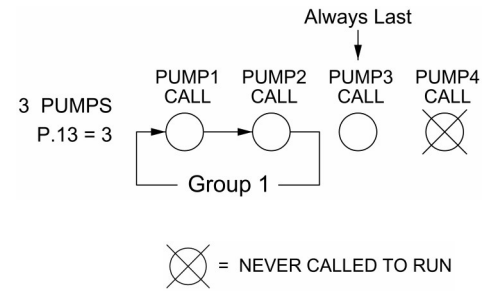 Always Last
PUMP1 CALL
PUMP2 CALL
PUMP3 CALL
PUMP4 CALL
3 PUMPS
P.13 = 3
Group 1
= NEVER CALLED TO RUN